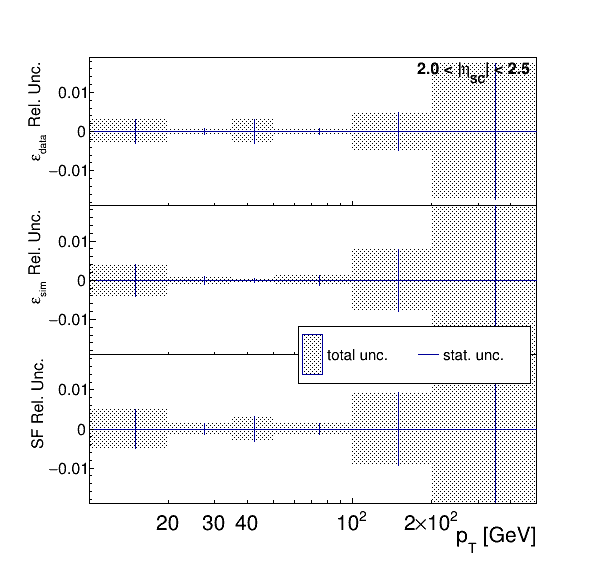 2.0 < |η_sc| < 2.5
ε_data Rel. Unc.
0.01
0
−0.01
ε_sim Rel. Unc.
0.01
0
−0.01
total unc. stat. unc.
SF Rel. Unc.
0.01
0
−0.01
20 30 40 10² 2×10²
p_T [GeV]